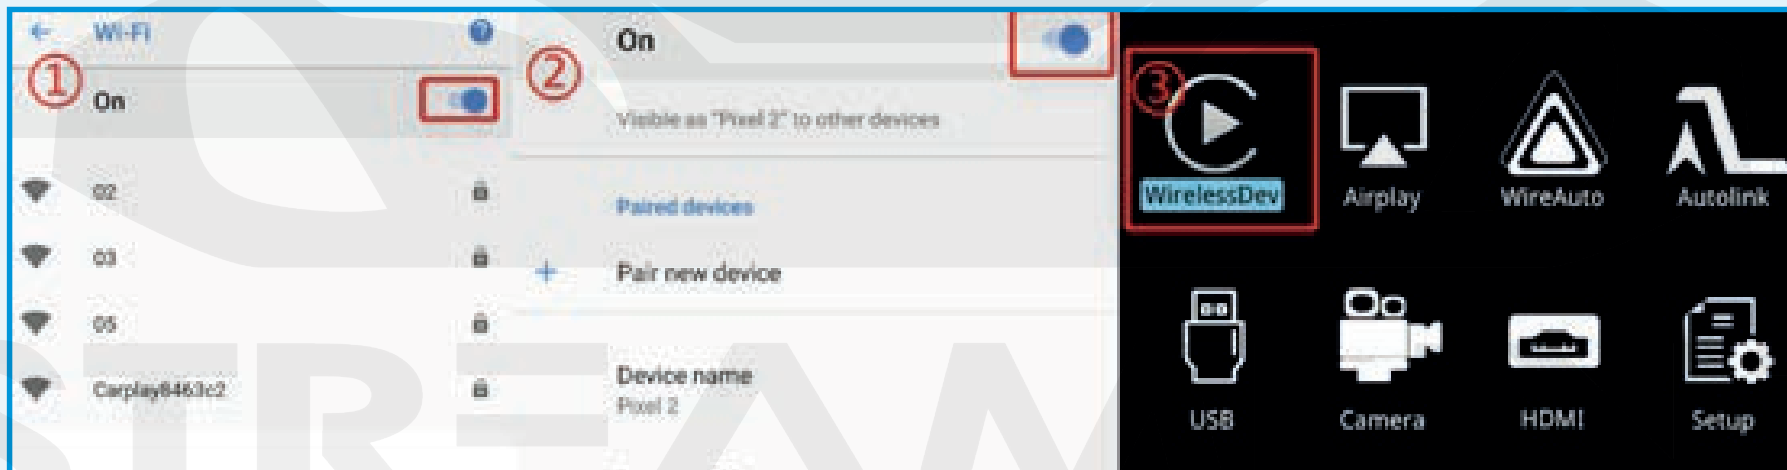 Wi-Fi
?
①
On
02
03
05
Carplay8463c2
②
On
Visible as "Pixel 2" to other devices
Paired devices
+ Pair new device
Device name
Pixel 2
③
WirelessDev
Airplay
WireAuto
Autolink
USB
Camera
HDMI
Setup
STREAM